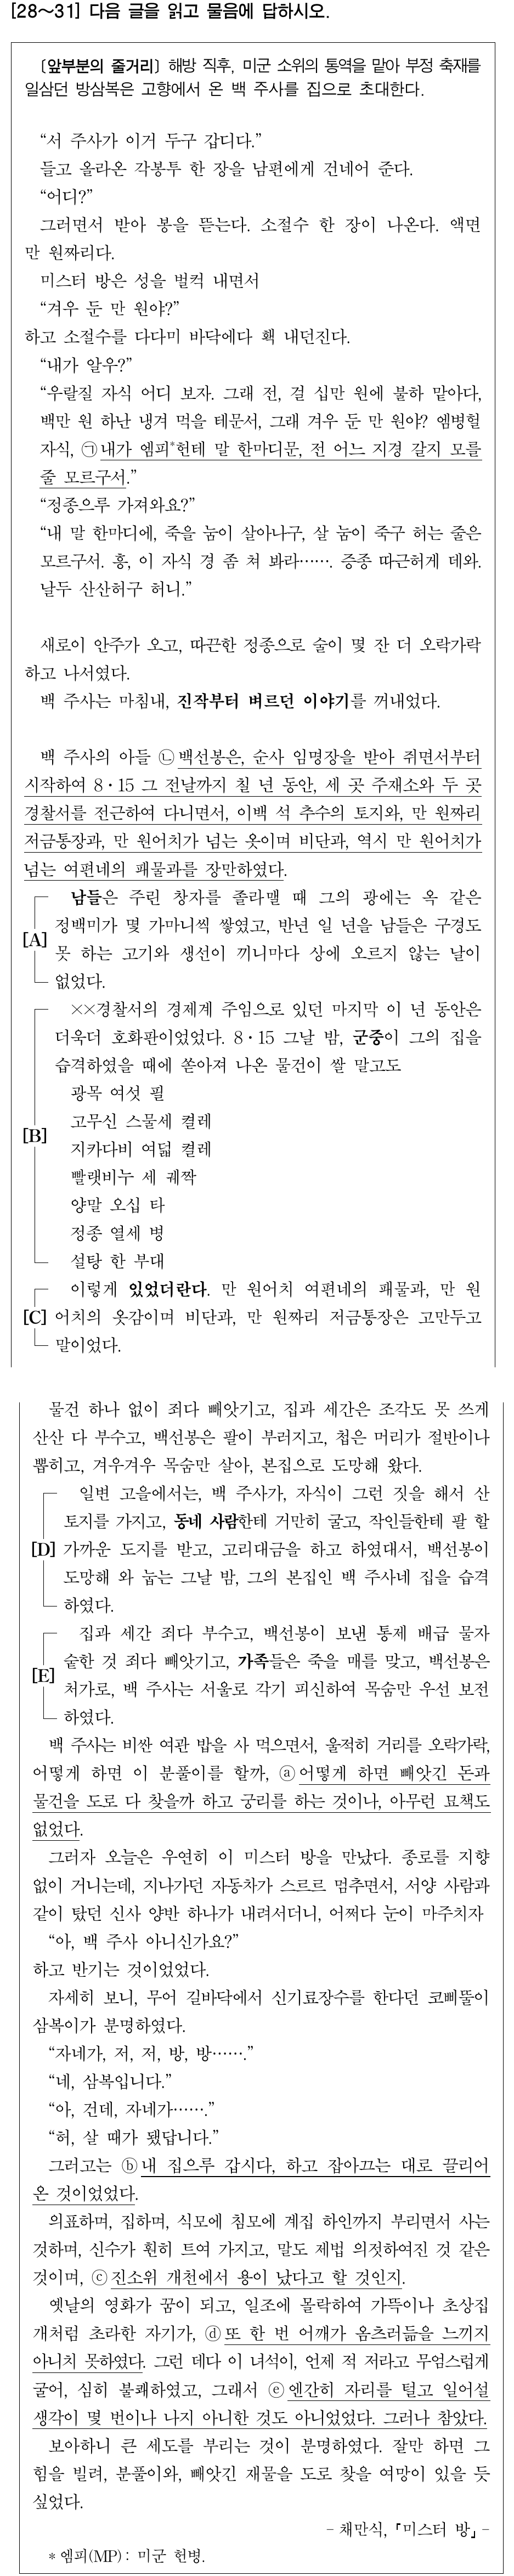 [28~31] 다음 글을 읽고 물음에 답하시오.
〔앞부분의 줄거리〕 해방 직후, 미군 소위의 통역을 맡아 부정 축재를
일삼던 방삼복은 고향에서 온 백 주사를 집으로 초대한다.
“서 주사가 이거 두구 갑디다.”
들고 올라온 각봉투 한 장을 남편에게 건네어 준다.
“어디?”
그러면서 받아 봉을 뜯는다. 소절수 한 장이 나온다. 액면
만 원짜리다.
미스터 방은 성을 벌컥 내면서
“겨우 둔 만 원야?”
하고 소절수를 다다미 바닥에다 홱 내던진다.
“내가 알우?”
“우랄질 자식 어디 보자. 그래 전, 걸 십만 원에 불하 맡아다,
백만 원 하난 냉겨 먹을 테문서, 그래 겨우 둔 만 원야? 엠병헐
자식, ㉠내가 엠피*헌테 말 한마디문, 전 어느 지경 갈지 모를
줄 모르구서.”
“정종으루 가져와요?”
“내 말 한마디에, 죽을 눔이 살아나구, 살 눔이 죽구 허는 줄은
모르구서. 흥, 이 자식 경 좀 쳐 봐라……. 증종 따근허게 데와.
날두 산산허구 허니.”
새로이 안주가 오고, 따끈한 정종으로 술이 몇 잔 더 오락가락
하고 나서였다.
백 주사는 마침내, 진작부터 벼르던 이야기를 꺼내었다.
백 주사의 아들 ㉡백선봉은, 순사 임명장을 받아 쥐면서부터
시작하여 8·15 그 전날까지 칠 년 동안, 세 곳 주재소와 두 곳
경찰서를 전근하여 다니면서, 이백 석 추수의 토지와, 만 원짜리
저금통장과, 만 원어치가 넘는 옷이며 비단과, 역시 만 원어치가
넘는 여편네의 패물과를 장만하였다.
[A] 남들은 주린 창자를 졸라맬 때 그의 광에는 옥 같은
정백미가 몇 가마니씩 쌓였고, 반년 일 년을 남들은 구경도
못 하는 고기와 생선이 끼니마다 상에 오르지 않는 날이
없었다.
[B] ××경찰서의 경제계 주임으로 있던 마지막 이 년 동안은
더욱더 호화판이었었다. 8·15 그날 밤, 군중이 그의 집을
습격하였을 때에 쏟아져 나온 물건이 쌀 말고도
광목 여섯 필
고무신 스물세 켤레
지카다비 여덟 켤레
빨랫비누 세 궤짝
양말 오십 타
정종 열세 병
설탕 한 부대
[C] 이렇게 있었더란다. 만 원어치 여편네의 패물과, 만 원
어치의 옷감이며 비단과, 만 원짜리 저금통장은 고만두고
말이었다.
물건 하나 없이 죄다 빼앗기고, 집과 세간은 조각도 못 쓰게
산산 다 부수고, 백선봉은 팔이 부러지고, 첩은 머리가 절반이나
뽑히고, 겨우겨우 목숨만 살아, 본집으로 도망해 왔다.
[D] 일변 고을에서는, 백 주사가, 자식이 그런 짓을 해서 산
토지를 가지고, 동네 사람한테 거만히 굴고, 작인들한테 팔 할
가까운 도지를 받고, 고리대금을 하고 하였대서, 백선봉이
도망해 와 눕는 그날 밤, 그의 본집인 백 주사네 집을 습격
하였다.
[E] 집과 세간 죄다 부수고, 백선봉이 보낸 통제 배급 물자
숱한 것 죄다 빼앗기고, 가족들은 죽을 매를 맞고, 백선봉은
처가로, 백 주사는 서울로 각기 피신하여 목숨만 우선 보전
하였다.
백 주사는 비싼 여관 밥을 사 먹으면서, 울적히 거리를 오락가락,
어떻게 하면 이 분풀이를 할까, ⓐ어떻게 하면 빼앗긴 돈과
물건을 도로 다 찾을까 하고 궁리를 하는 것이나, 아무런 묘책도
없었다.
그러자 오늘은 우연히 이 미스터 방을 만났다. 종로를 지향
없이 거니는데, 지나가던 자동차가 스르르 멈추면서, 서양 사람과
같이 탔던 신사 양반 하나가 내려서더니, 어쩌다 눈이 마주치자
“아, 백 주사 아니신가요?”
하고 반기는 것이었었다.
자세히 보니, 무어 길바닥에서 신기료장수를 한다던 코삐뚤이
삼복이가 분명하였다.
“자네가, 저, 저, 방, 방…….”
“네, 삼복입니다.”
“아, 건데, 자네가…….”
“허, 살 때가 됐답니다.”
그러고는 ⓑ내 집으루 갑시다, 하고 잡아끄는 대로 끌리어
온 것이었었다.
의표하며, 집하며, 식모에 침모에 계집 하인까지 부리면서 사는
것하며, 신수가 훤히 트여 가지고, 말도 제법 의젓하여진 것 같은
것이며, ⓒ진소위 개천에서 용이 났다고 할 것인지.
옛날의 영화가 꿈이 되고, 일조에 몰락하여 가뜩이나 초상집
개처럼 초라한 자기가, ⓓ또 한 번 어깨가 옴츠러듦을 느끼지
아니치 못하였다. 그런 데다 이 녀석이, 언제 적 저라고 무엄스럽게
굴어, 심히 불쾌하였고, 그래서 ⓔ엔간히 자리를 털고 일어설
생각이 몇 번이나 나지 아니한 것도 아니었었다. 그러나 참았다.
보아하니 큰 세도를 부리는 것이 분명하였다. 잘만 하면 그
힘을 빌려, 분풀이와, 빼앗긴 재물을 도로 찾을 여망이 있을 듯
싶었다.
- 채만식, 「미스터 방」 -
* 엠피(MP) : 미군 헌병.